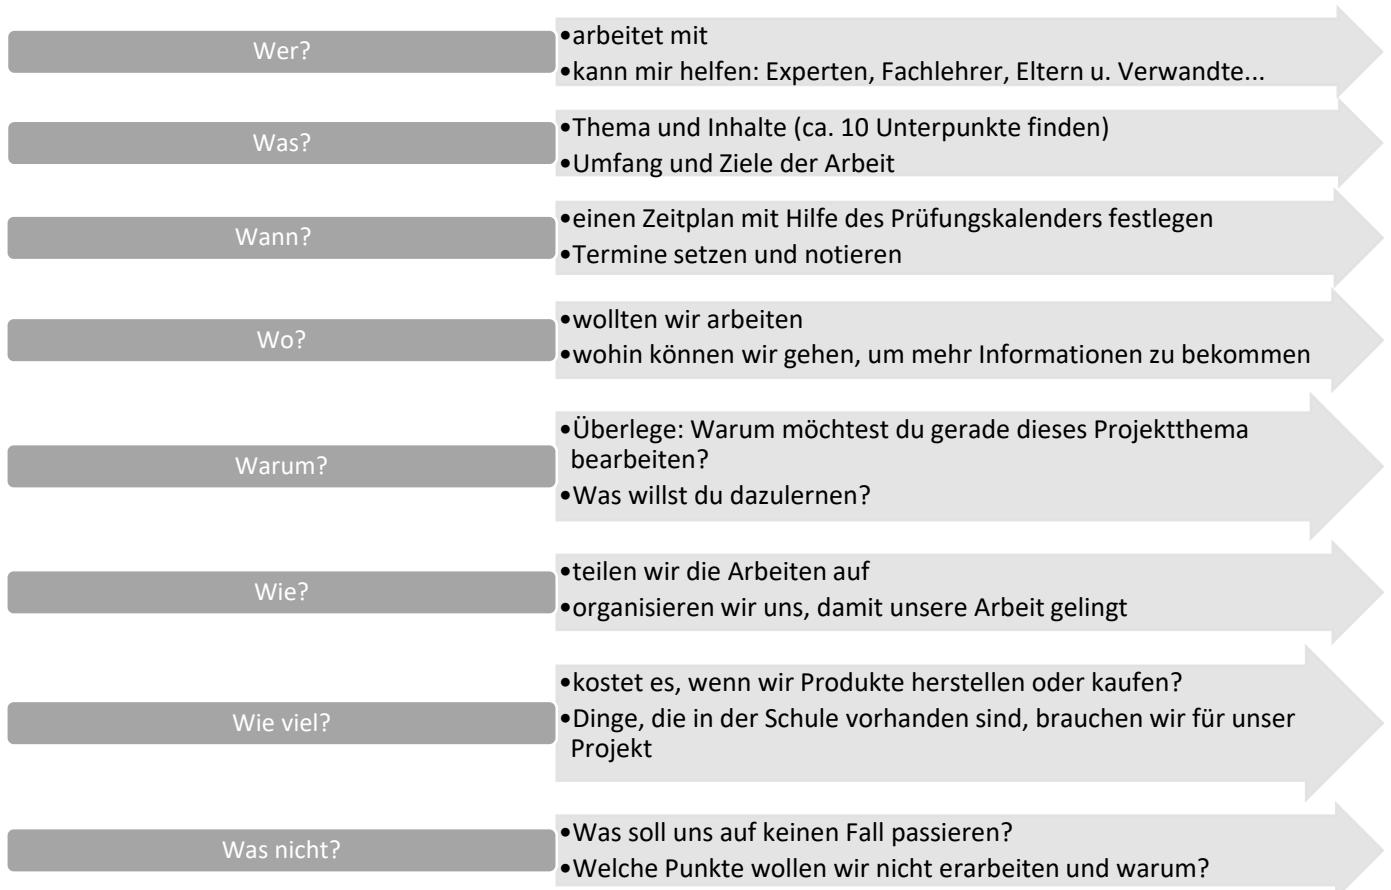 Wer?
•arbeitet mit
•kann mir helfen: Experten, Fachlehrer, Eltern u. Verwandte...
Was?
•Thema und Inhalte (ca. 10 Unterpunkte finden)
•Umfang und Ziele der Arbeit
Wann?
•einen Zeitplan mit Hilfe des Prüfungskalenders festlegen
•Termine setzen und notieren
Wo?
•wollten wir arbeiten
•wohin können wir gehen, um mehr Informationen zu bekommen
Warum?
•Überlege: Warum möchtest du gerade dieses Projektthema
bearbeiten?
•Was willst du dazulernen?
Wie?
•teilen wir die Arbeiten auf
•organisieren wir uns, damit unsere Arbeit gelingt
Wie viel?
•kostet es, wenn wir Produkte herstellen oder kaufen?
•Dinge, die in der Schule vorhanden sind, brauchen wir für unser
Projekt
Was nicht?
•Was soll uns auf keinen Fall passieren?
•Welche Punkte wollen wir nicht erarbeiten und warum?